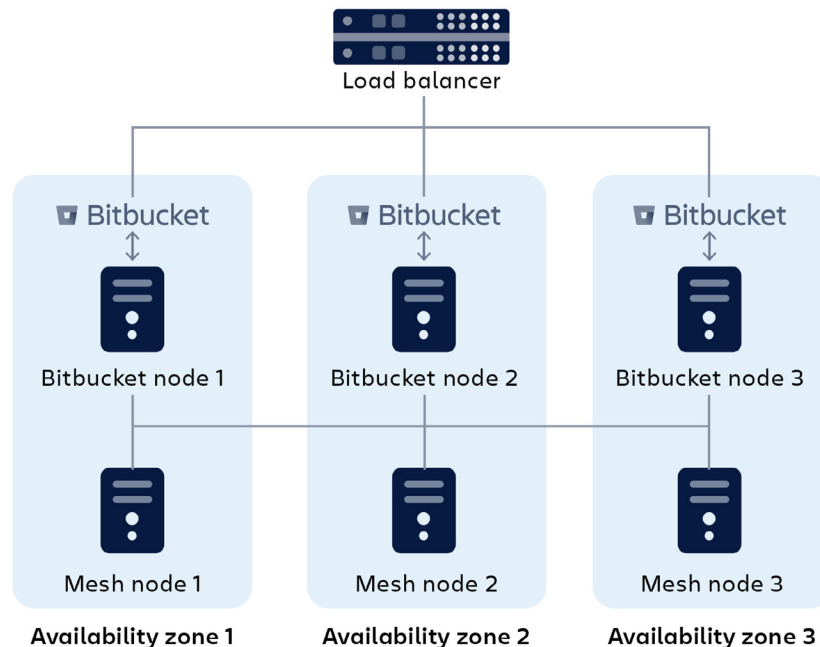 Load balancer
Bitbucket Bitbucket Bitbucket
Bitbucket node 1 Bitbucket node 2 Bitbucket node 3
Mesh node 1 Mesh node 2 Mesh node 3
Availability zone 1 Availability zone 2 Availability zone 3